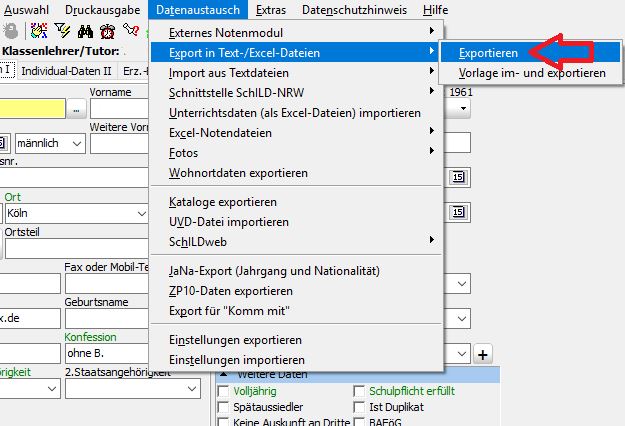 Auswahl Druckausgabe Datenaustausch Extras Datenschutzhinweis Hilfe
Klassenlehrer/Tutor:
Externes Notenmodul
Export in Text-/Excel-Dateien
Exportieren
Vorlage im- und exportieren
Import aus Textdateien
Schnittstelle SchILD-NRW
Unterrichtsdaten (als Excel-Dateien) importieren
Excel-Notendateien
Fotos
Wohnortdaten exportieren
Kataloge exportieren
UVD-Datei importieren
SchILDweb
JaNa-Export (Jahrgang und Nationalität)
ZP10-Daten exportieren
Export für "Komm mit"
Einstellungen exportieren
Einstellungen importieren
I Individual-Daten II Erz.-
Vorname
1961
Weitere Vorn
männlich
snr.
15
Ort
Köln
15
Ortsteil
Fax oder Mobil-Te
Geburtsname
x.de
Konfession
ohne B.
+
örigkeit 2.Staatsangehörigkeit
Weitere Daten
Volljährig Schulpflicht erfüllt
Spätaussiedler Ist Duplikat
Keine Auskunft an Dritte BAFöG